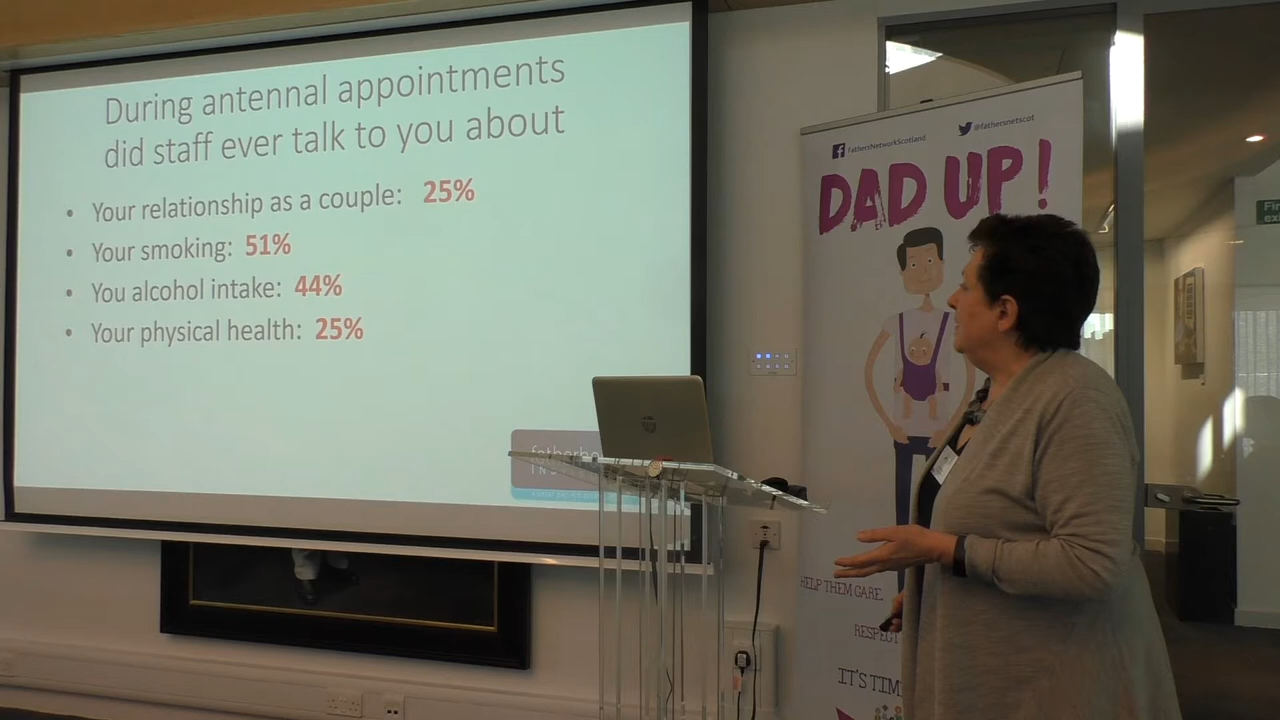 During antennal appointments
did staff ever talk to you about
• Your relationship as a couple: 25%
• Your smoking: 51%
• You alcohol intake: 44%
• Your physical health: 25%
FathersNetworkScotland
@fathersnetscot
DAD UP!
HELP THEM CARE.
RESPECT
IT'S TIM